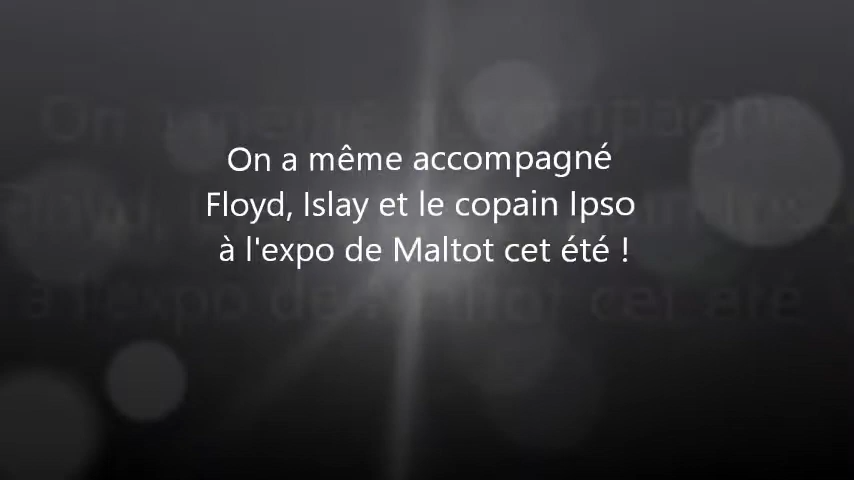 On a même accompagné
Floyd, Islay et le copain Ipso
à l'expo de Maltot cet été !